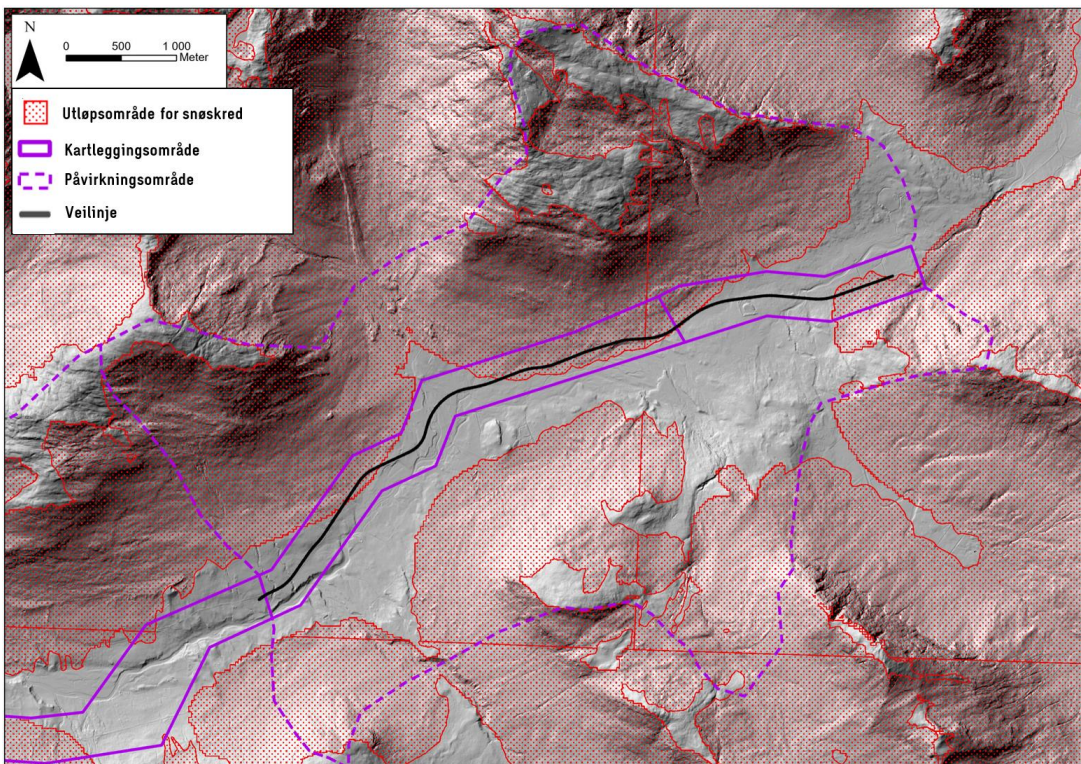 N
0 500 1 000
Meter
Utløpsområde for snøskred
Kartleggingsområde
Påvirkningsområde
Veilinje